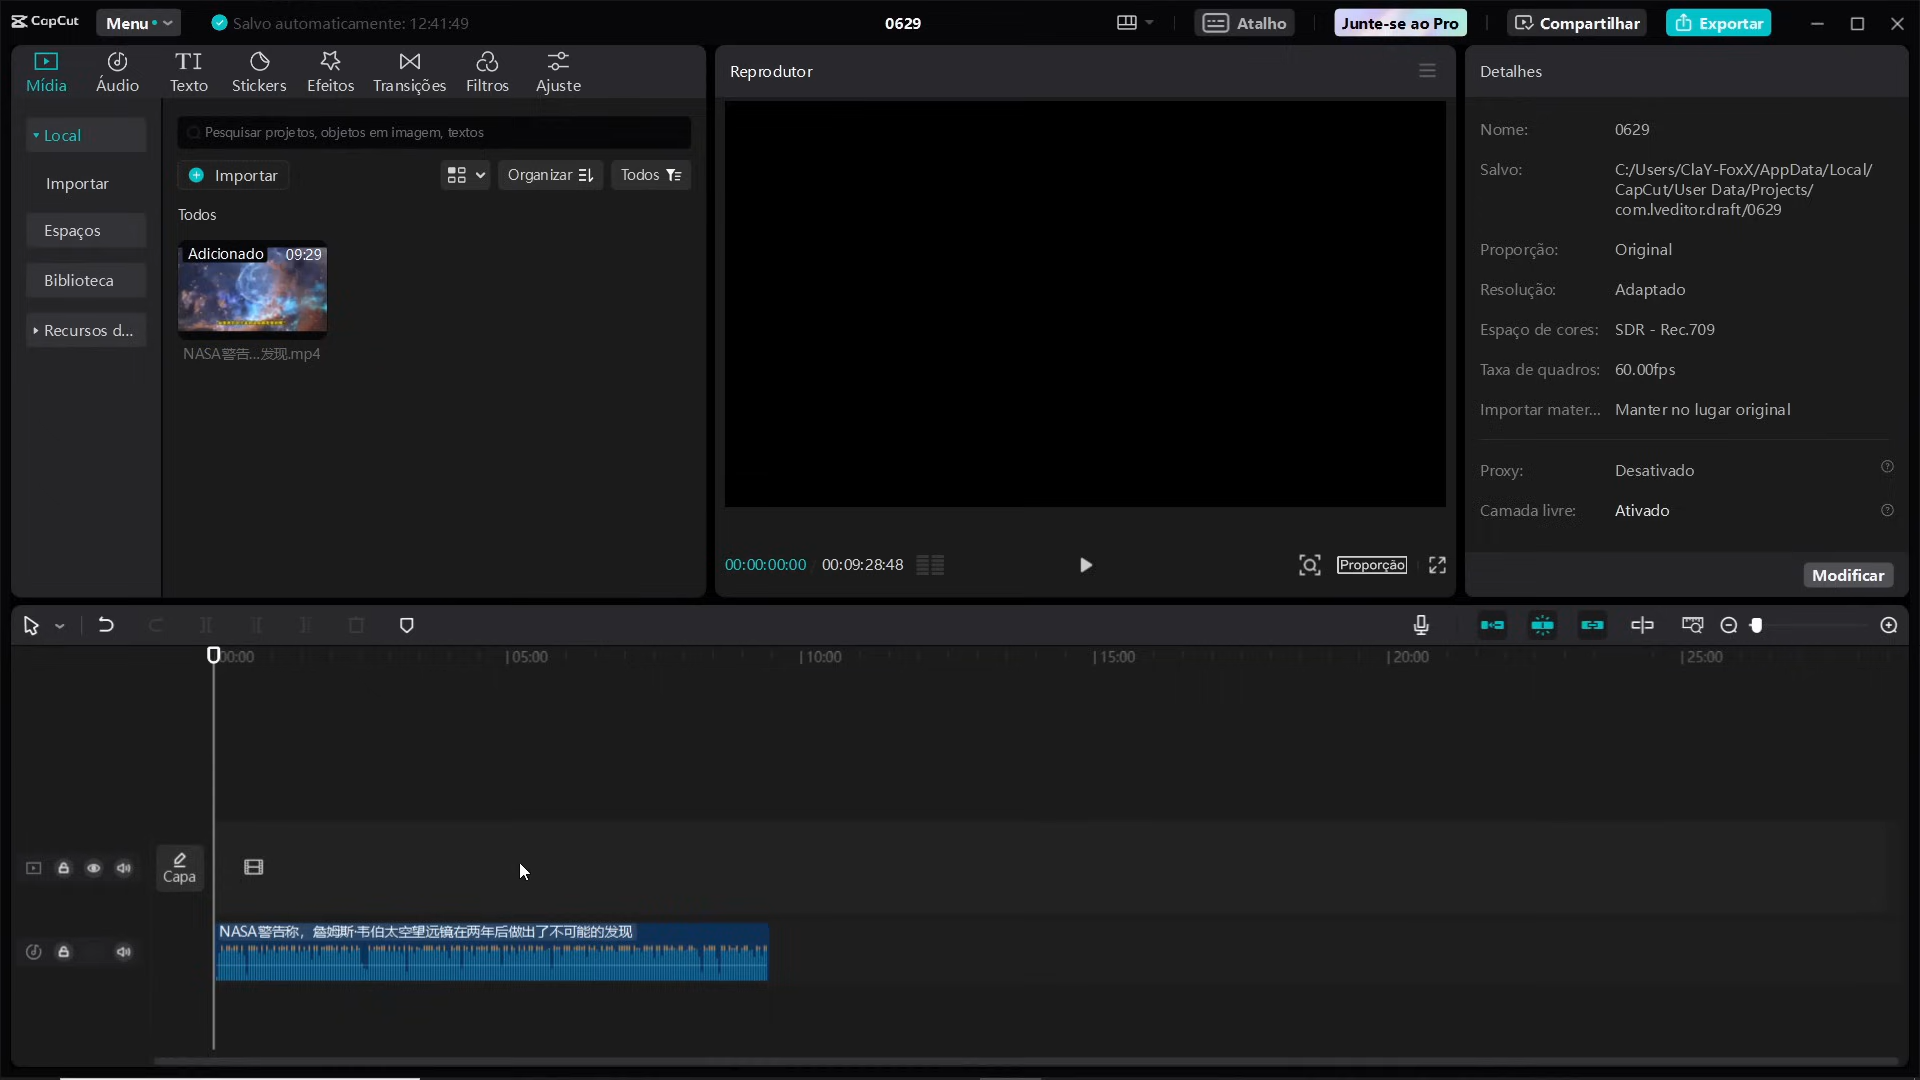 CapCut
Menu
Salvo automaticamente: 12:41:49
0629
Atalho
Junte-se ao Pro
Compartilhar
Exportar
Mídia
Áudio
Texto
Stickers
Efeitos
Transições
Filtros
Ajuste
Local
Importar
Espaços
Biblioteca
Recursos d...
Pesquisar projetos, objetos em imagem, textos
Importar
Organizar
Todos
Todos
Adicionado 09:29
NASA警告...发现.mp4
Reprodutor
00:00:00:00 00:09:28:48
Proporção
Detalhes
Nome: 0629
Salvo: C:/Users/ClaY-FoxX/AppData/Local/
CapCut/User Data/Projects/
com.lveditor.draft/0629
Proporção: Original
Resolução: Adaptado
Espaço de cores: SDR - Rec.709
Taxa de quadros: 60.00fps
Importar mater... Manter no lugar original
Proxy: Desativado
Camada livre: Ativado
Modificar
00:00 05:00 10:00 15:00 20:00 25:00
Capa
NASA警告称，詹姆斯·韦伯太空望远镜在两年后做出了不可能的发现